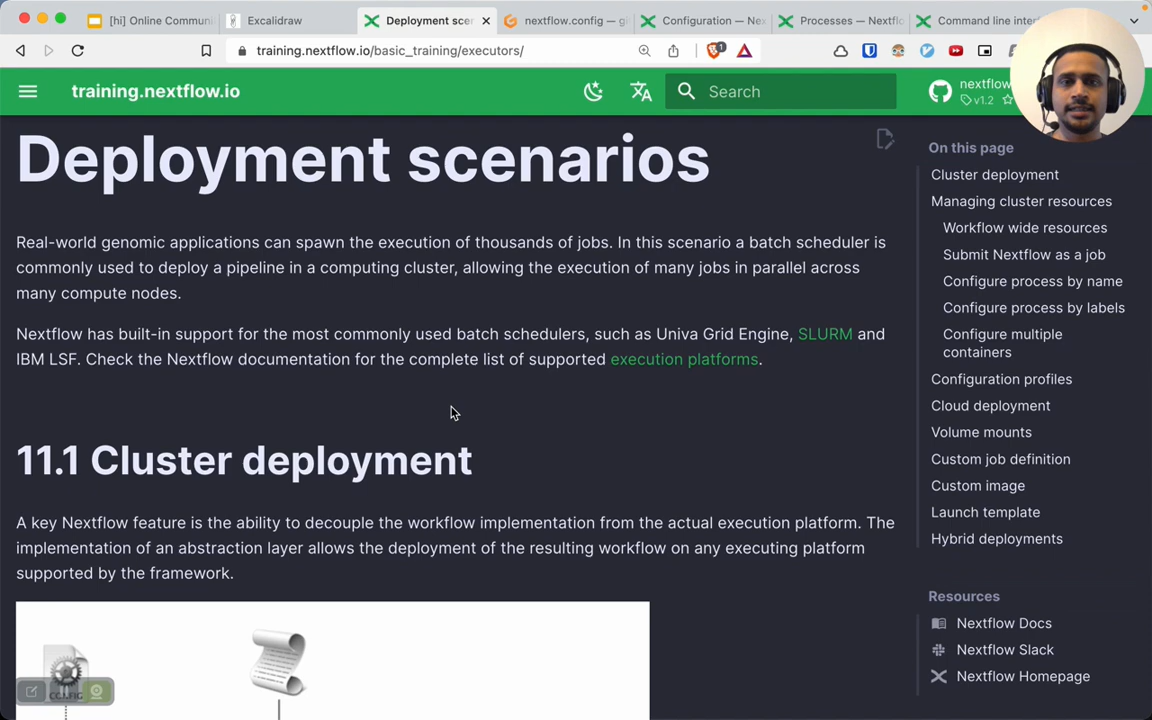 [hi] Online Communi
Excalidraw
Deployment scen
nextflow.config — gi
Configuration — Nex
Processes — Nextflo
Command line inter
training.nextflow.io/basic_training/executors/
training.nextflow.io
Search
nextflow
v1.2
Deployment scenarios
Real-world genomic applications can spawn the execution of thousands of jobs. In this scenario a batch scheduler is
commonly used to deploy a pipeline in a computing cluster, allowing the execution of many jobs in parallel across
many compute nodes.
Nextflow has built-in support for the most commonly used batch schedulers, such as Univa Grid Engine, SLURM and
IBM LSF. Check the Nextflow documentation for the complete list of supported execution platforms.
11.1 Cluster deployment
A key Nextflow feature is the ability to decouple the workflow implementation from the actual execution platform. The
implementation of an abstraction layer allows the deployment of the resulting workflow on any executing platform
supported by the framework.
On this page
Cluster deployment
Managing cluster resources
Workflow wide resources
Submit Nextflow as a job
Configure process by name
Configure process by labels
Configure multiple
containers
Configuration profiles
Cloud deployment
Volume mounts
Custom job definition
Custom image
Launch template
Hybrid deployments
Resources
Nextflow Docs
Nextflow Slack
Nextflow Homepage